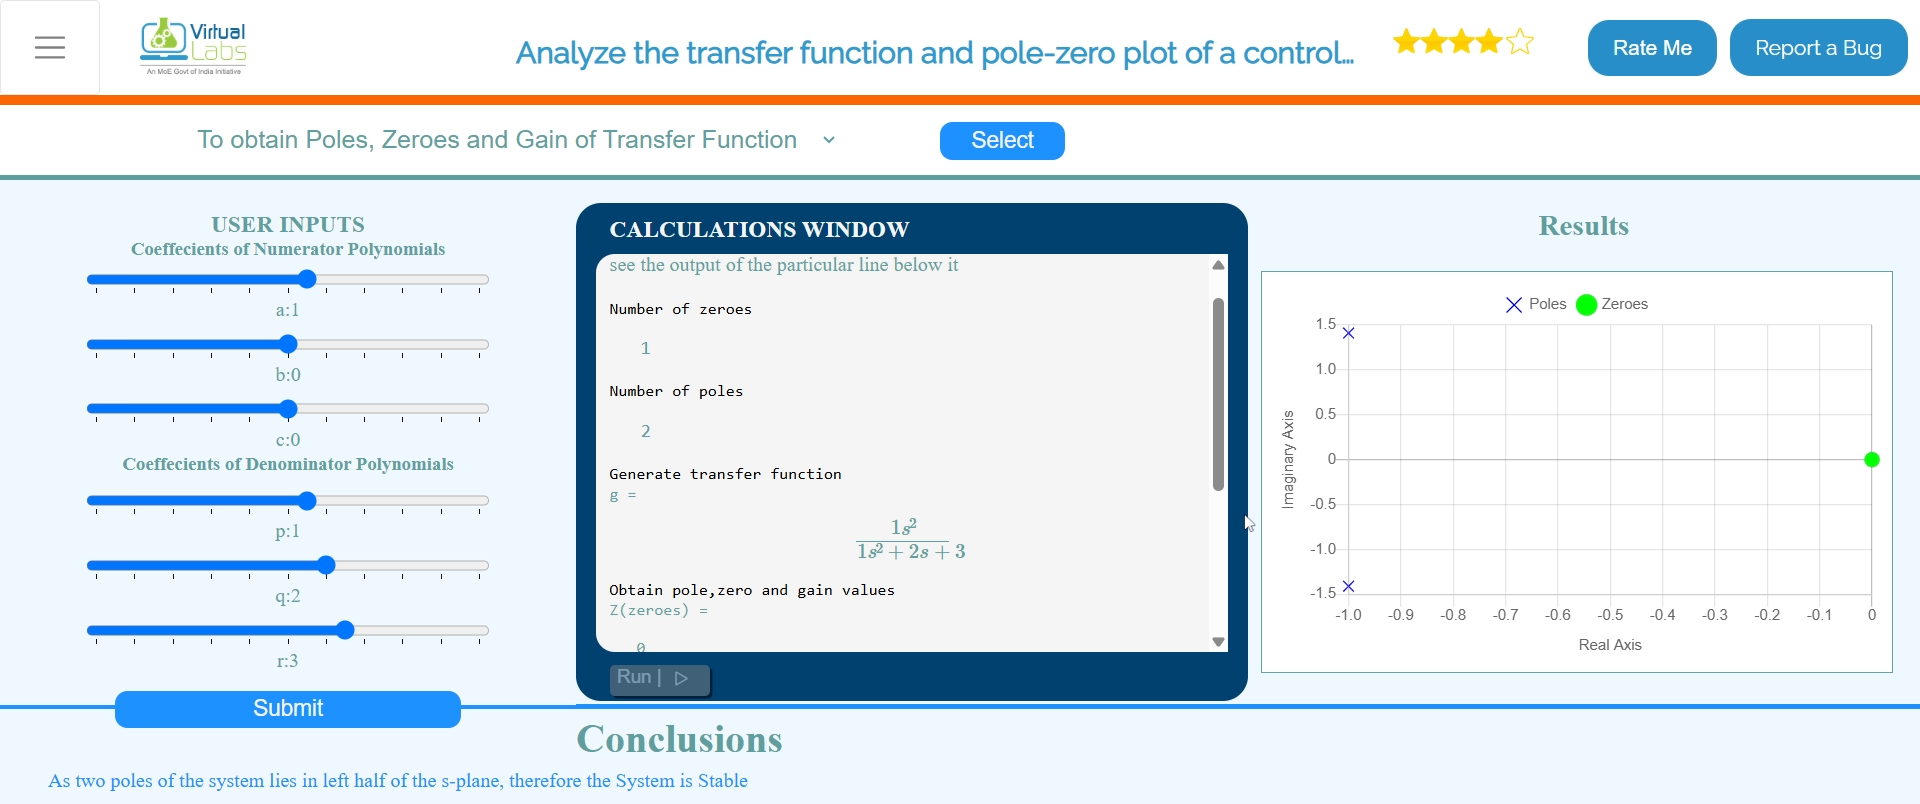 Virtual
Labs
An MoE Govt of India Initiative
Analyze the transfer function and pole-zero plot of a control...
Rate Me
Report a Bug
To obtain Poles, Zeroes and Gain of Transfer Function
Select
USER INPUTS
Coeffecients of Numerator Polynomials
a:1
b:0
c:0
Coeffecients of Denominator Polynomials
p:1
q:2
r:3
Submit
CALCULATIONS WINDOW
see the output of the particular line below it
Number of zeroes
1
Number of poles
2
Generate transfer function
g =
1s²
1s² + 2s + 3
Obtain pole,zero and gain values
Z(zeroes) =
0
Run |
Results
Poles Zeroes
1.5
1.0
0.5
0
-0.5
-1.0
-1.5
Imaginary Axis
-1.0 -0.9 -0.8 -0.7 -0.6 -0.5 -0.4 -0.3 -0.2 -0.1 0
Real Axis
Conclusions
As two poles of the system lies in left half of the s-plane, therefore the System is Stable